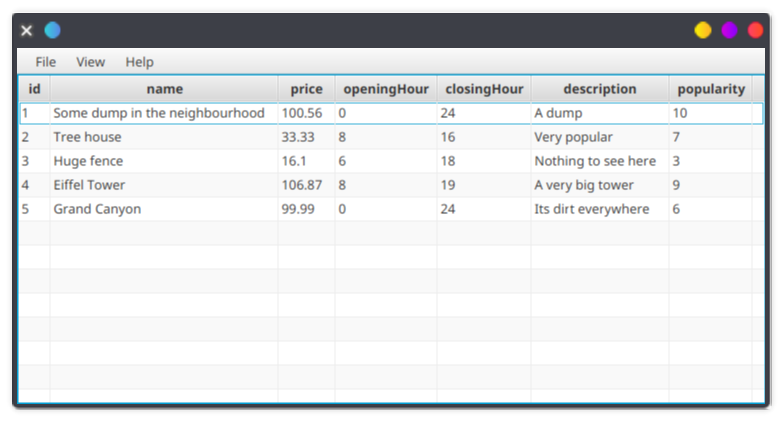 File View Help
id name price openingHour closingHour description popularity
1 Some dump in the neighbourhood 100.56 0 24 A dump 10
2 Tree house 33.33 8 16 Very popular 7
3 Huge fence 16.1 6 18 Nothing to see here 3
4 Eiffel Tower 106.87 8 19 A very big tower 9
5 Grand Canyon 99.99 0 24 Its dirt everywhere 6